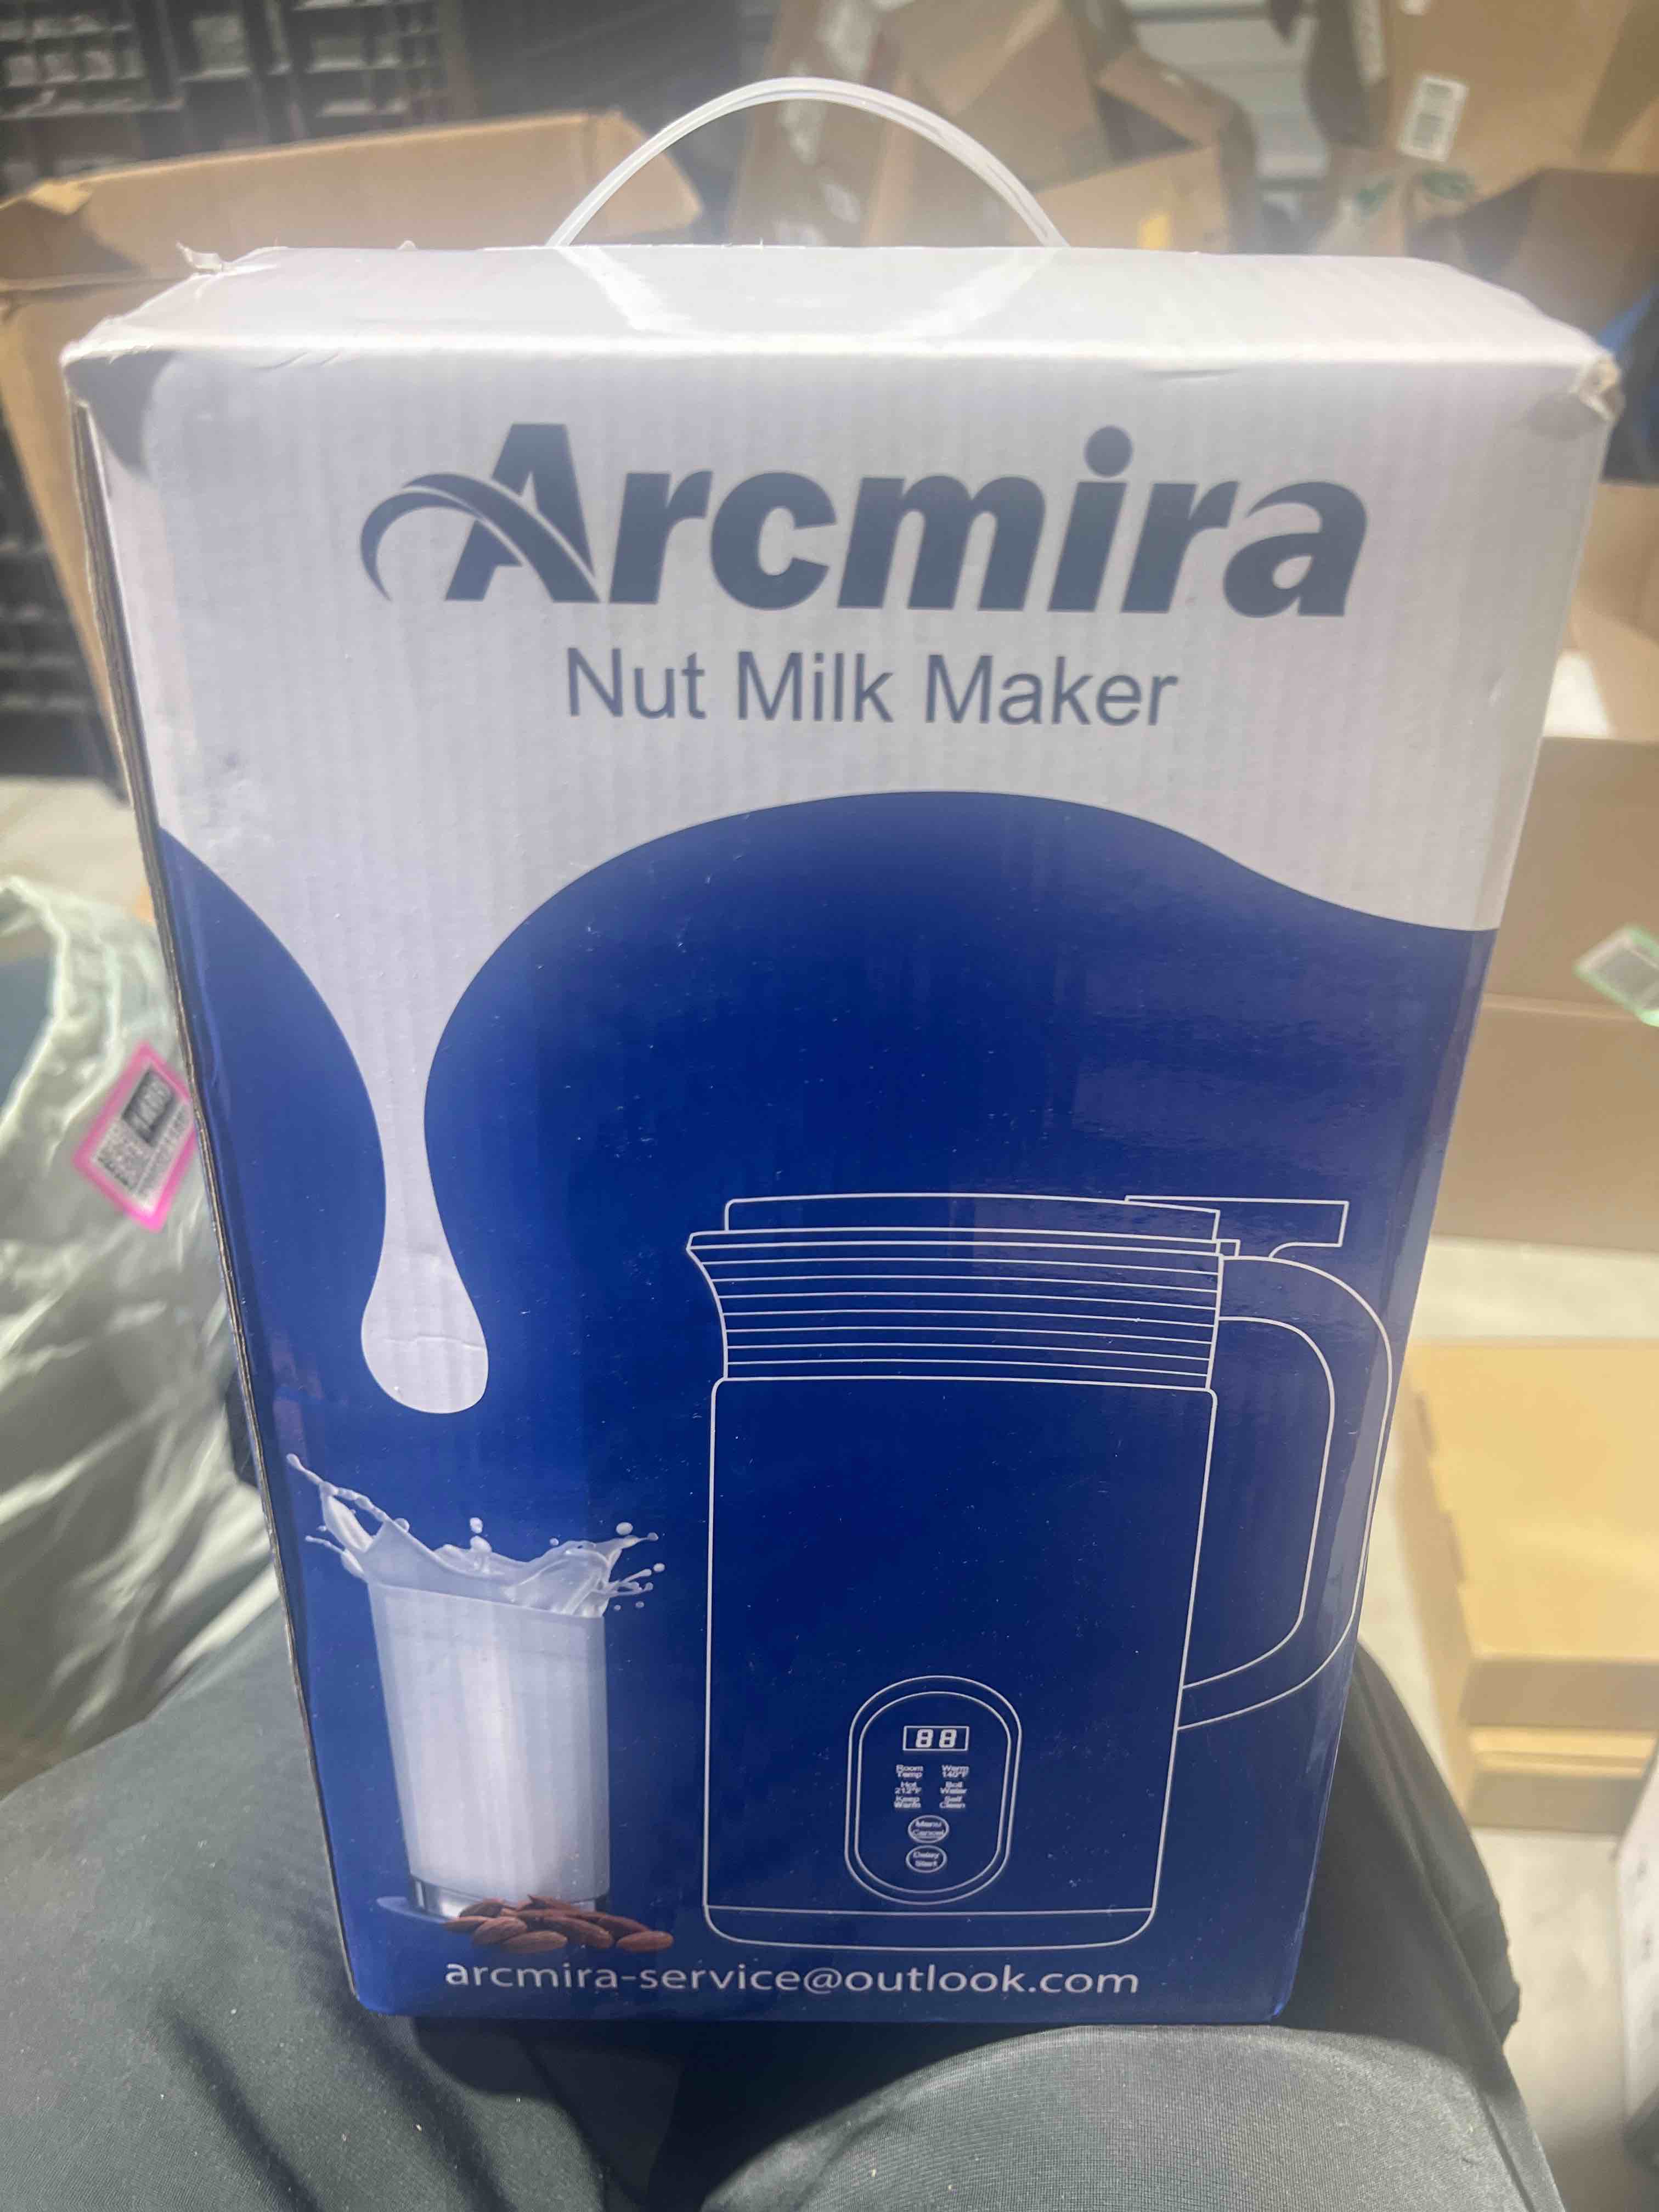 Arcmira
Nut Milk Maker
88
Room Temp
Warm 140°F
Hot 212°F
Boil Water
Keep Warm
Self Clean
Menu
Cancel
Delay
Start
arcmira-service@outlook.com